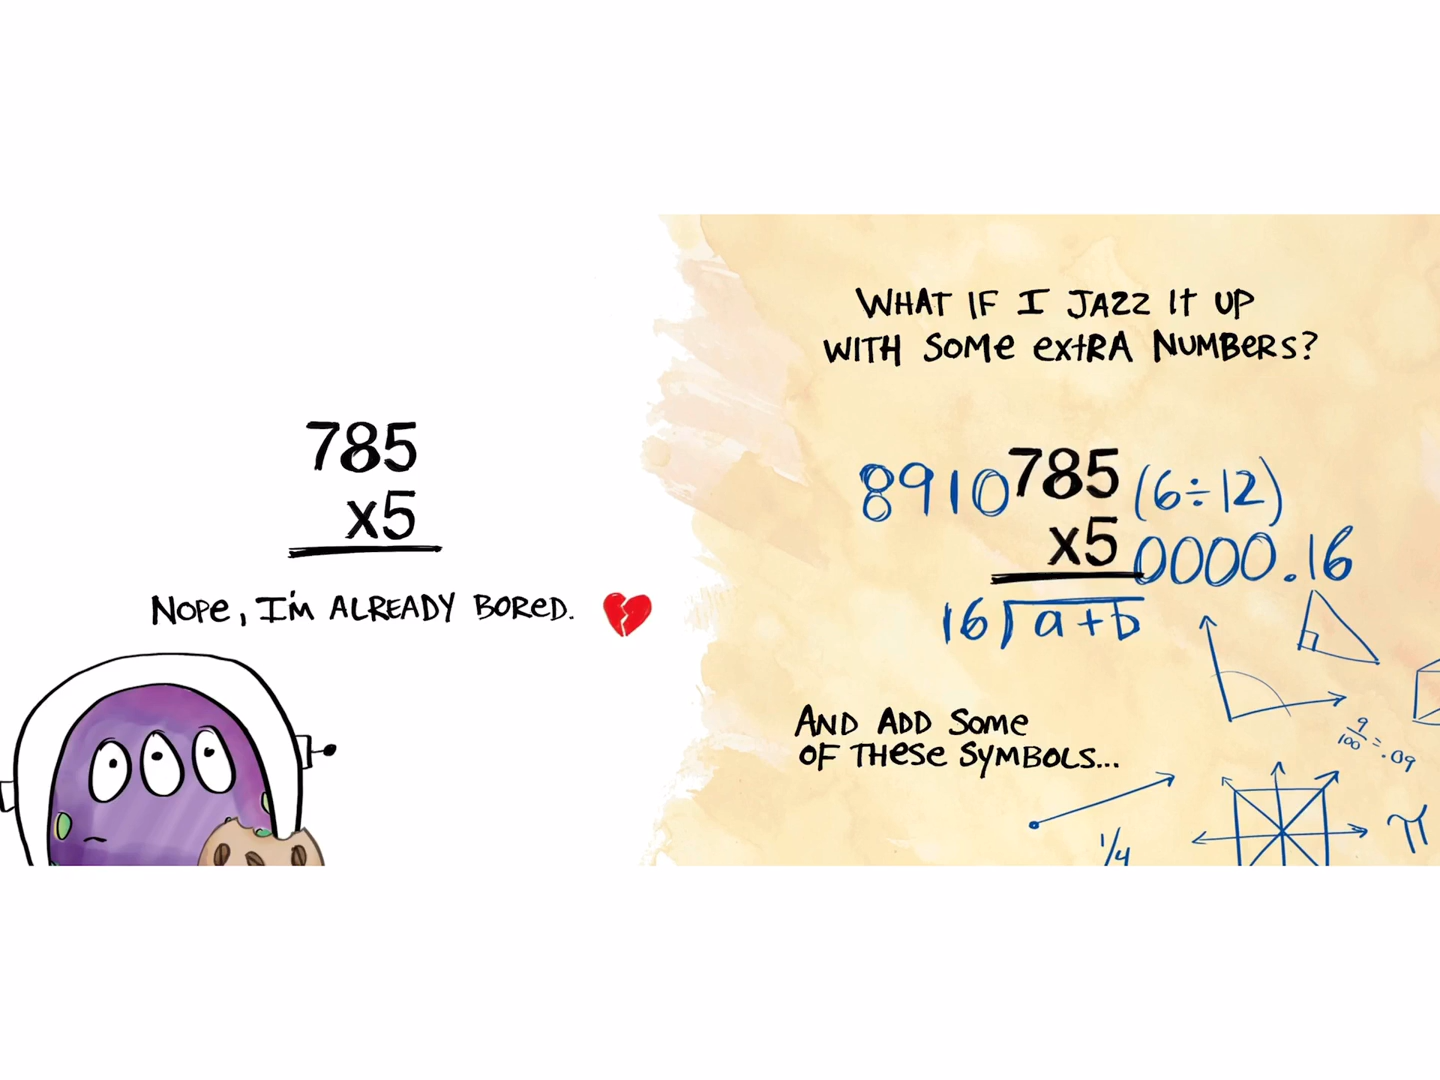 785
x5
NOPE, I'M ALREADY BORED.
WHAT IF I JAZZ IT UP
WITH SOME EXTRA NUMBERS?
8910785(6÷12)
x50000.16
16√a+b
9/100=.09
AND ADD SOME
OF THESE SYMBOLS...
1/4
π